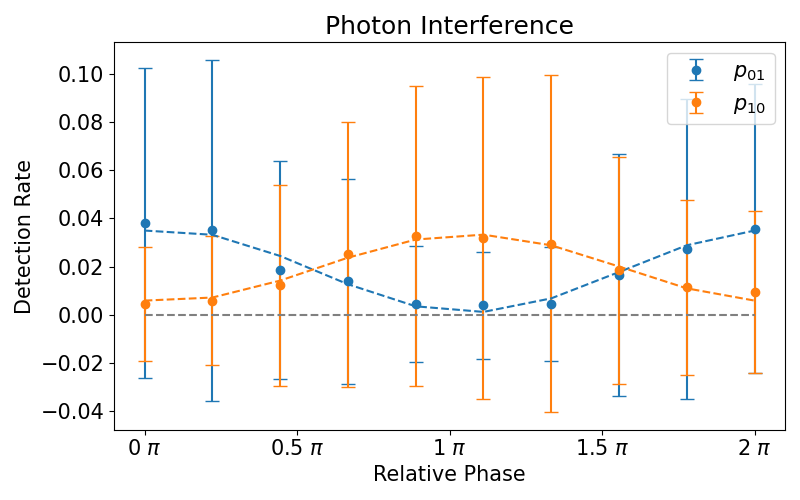 Photon Interference
p01
p10
Detection Rate
0.10
0.08
0.06
0.04
0.02
0.00
−0.02
−0.04
0 π 0.5 π 1 π 1.5 π 2 π
Relative Phase